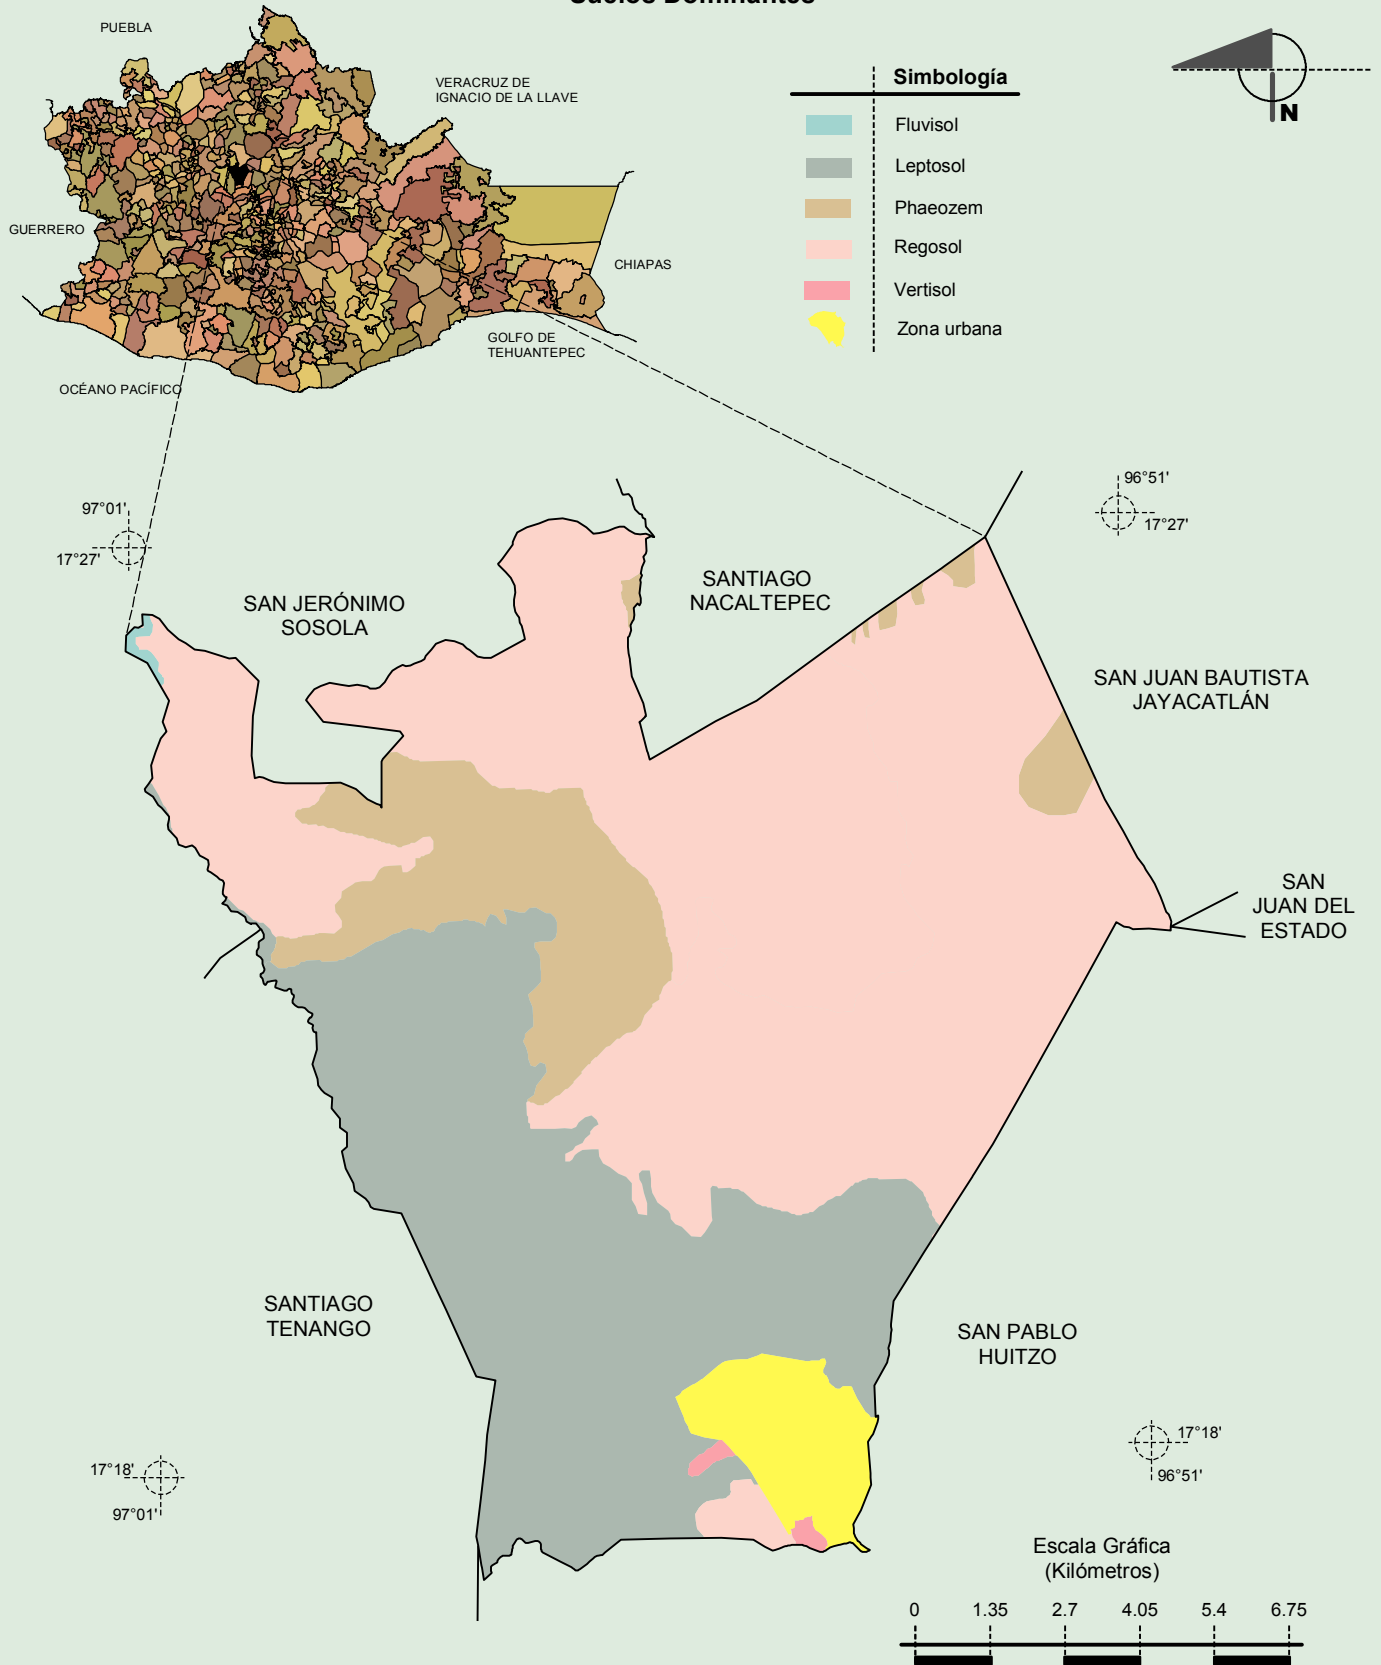 Suelos Dominantes
PUEBLA
VERACRUZ DE
IGNACIO DE LA LLAVE
GUERRERO
CHIAPAS
GOLFO DE
TEHUANTEPEC
OCÉANO PACÍFICO
Simbología
Fluvisol
Leptosol
Phaeozem
Regosol
Vertisol
Zona urbana
N
97°01'
17°27'
96°51'
17°27'
SAN JERÓNIMO
SOSOLA
SANTIAGO
NACALTEPEC
SAN JUAN BAUTISTA
JAYACATLÁN
SAN
JUAN DEL
ESTADO
SANTIAGO
TENANGO
SAN PABLO
HUITZO
17°18'
97°01'
17°18'
96°51'
Escala Gráfica
(Kilómetros)
0 1.35 2.7 4.05 5.4 6.75